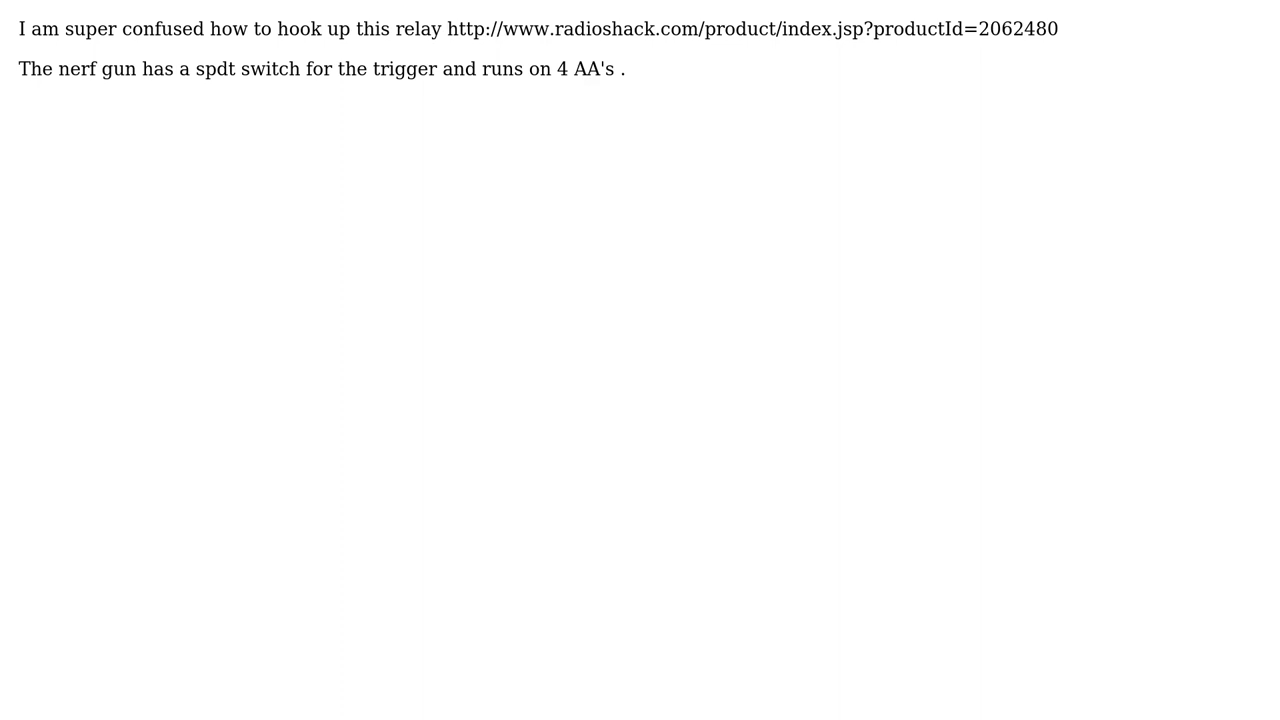 I am super confused how to hook up this relay http://www.radioshack.com/product/index.jsp?productId=2062480
The nerf gun has a spdt switch for the trigger and runs on 4 AA's .